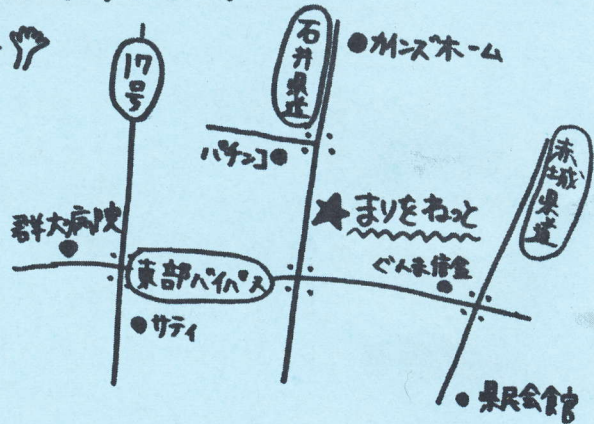 17号
石井県道
カインズホーム
パチンコ
赤城県道
まりをねっと
群大病院
東部バイパス
ぐんま信金
サティ
県民会館